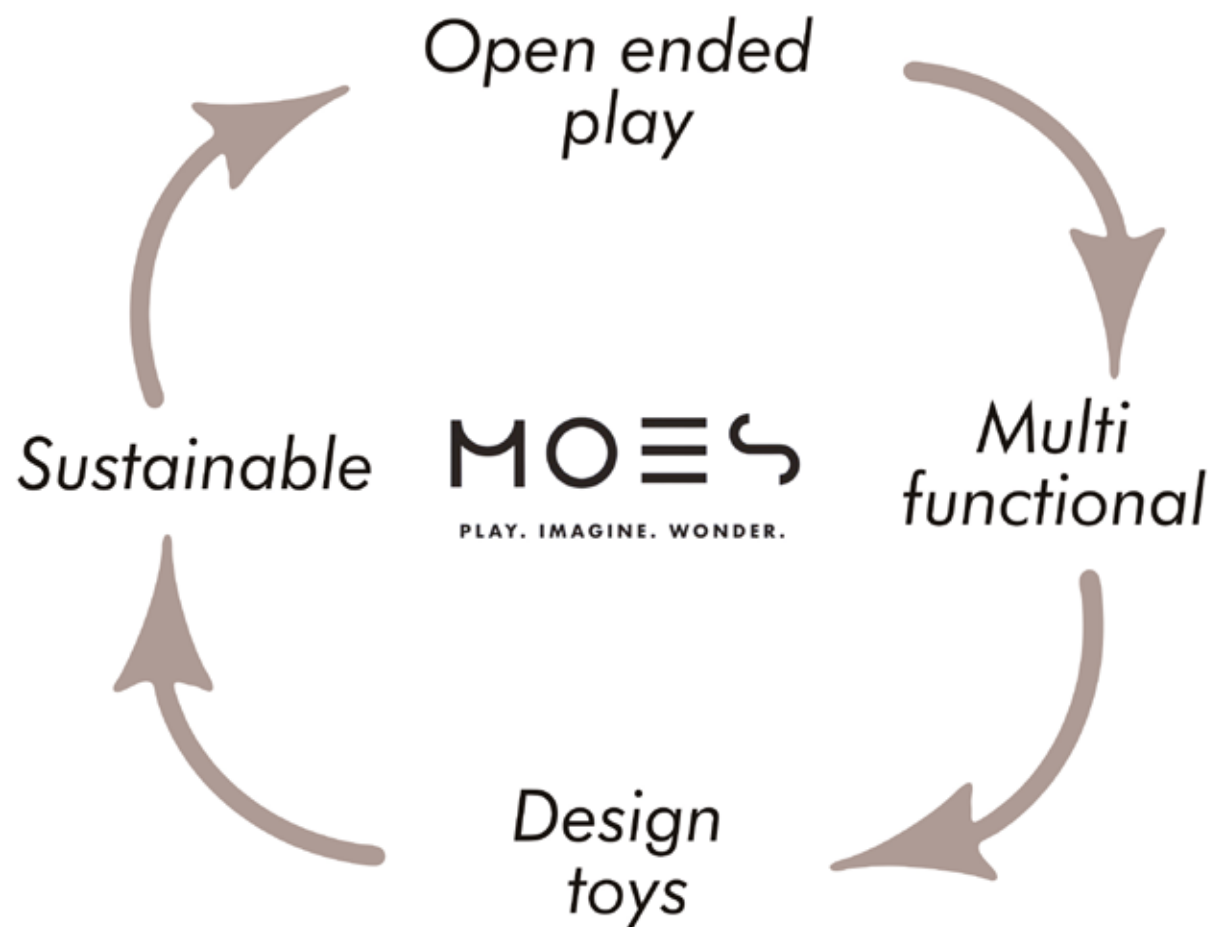 Open ended
play
Multi
functional
Design
toys
Sustainable
MOES
PLAY. IMAGINE. WONDER.